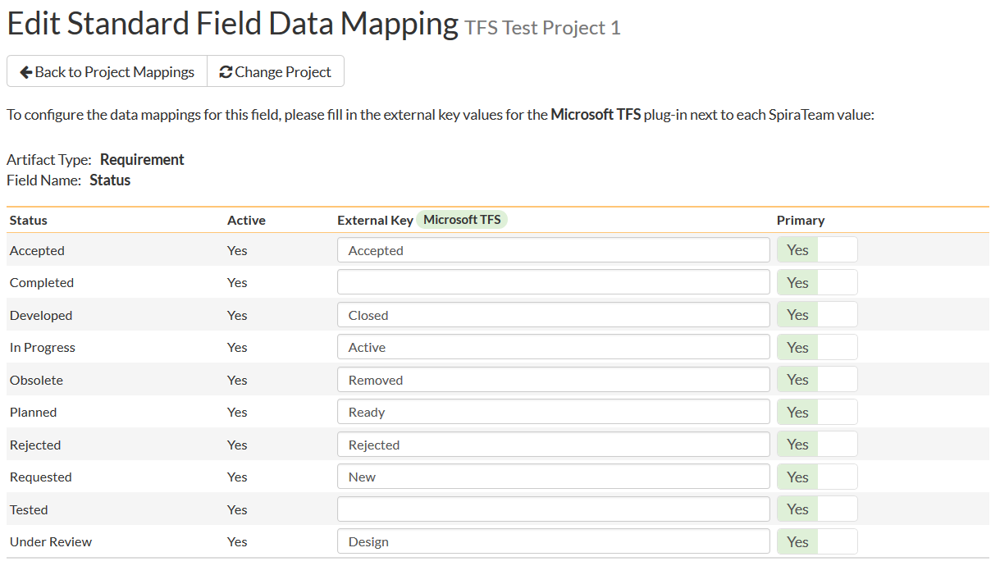 Edit Standard Field Data Mapping TFS Test Project 1
Back to Project Mappings Change Project
To configure the data mappings for this field, please fill in the external key values for the Microsoft TFS plug-in next to each SpiraTeam value:
Artifact Type: Requirement
Field Name: Status
Status Active External Key Microsoft TFS Primary
Accepted Yes Accepted Yes
Completed Yes Yes
Developed Yes Closed Yes
In Progress Yes Active Yes
Obsolete Yes Removed Yes
Planned Yes Ready Yes
Rejected Yes Rejected Yes
Requested Yes New Yes
Tested Yes Yes
Under Review Yes Design Yes